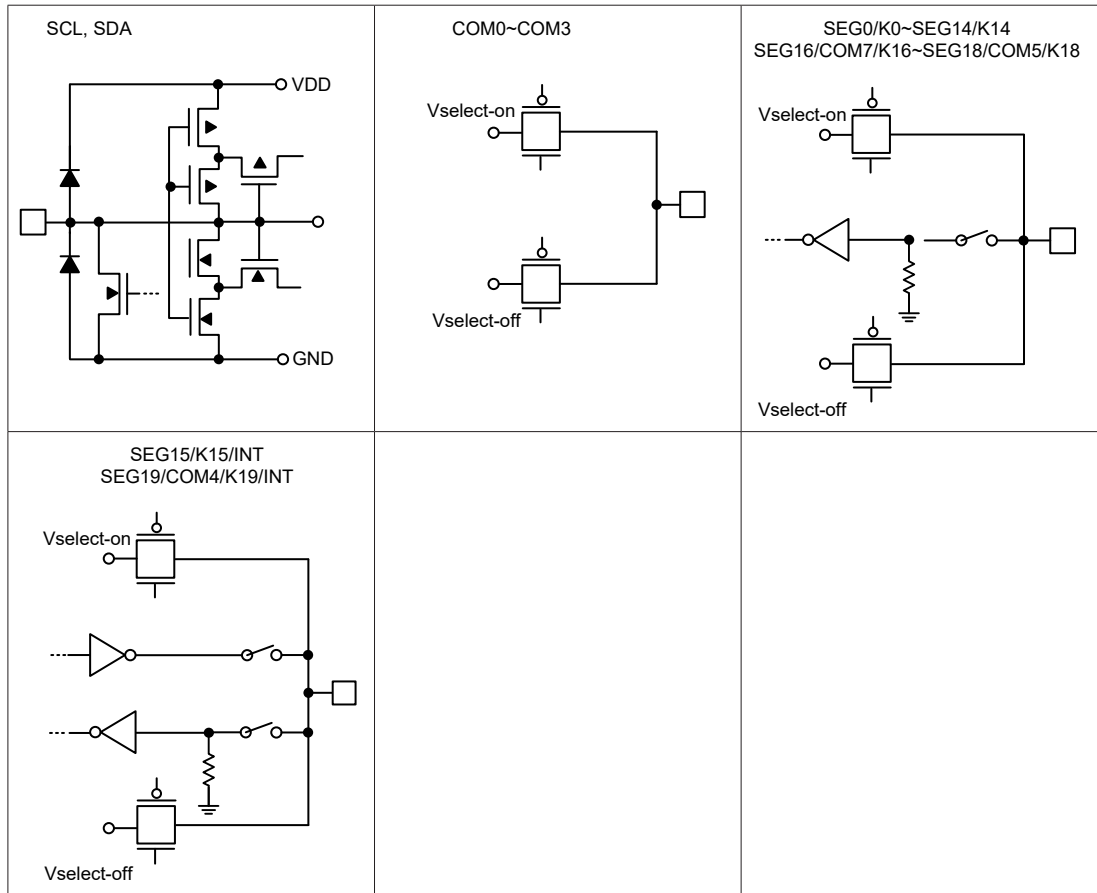 SCL, SDA
VDD
GND
COM0~COM3
Vselect-on
Vselect-off
SEG0/K0~SEG14/K14
SEG16/COM7/K16~SEG18/COM5/K18
Vselect-on
Vselect-off
SEG15/K15/INT
SEG19/COM4/K19/INT
Vselect-on
Vselect-off